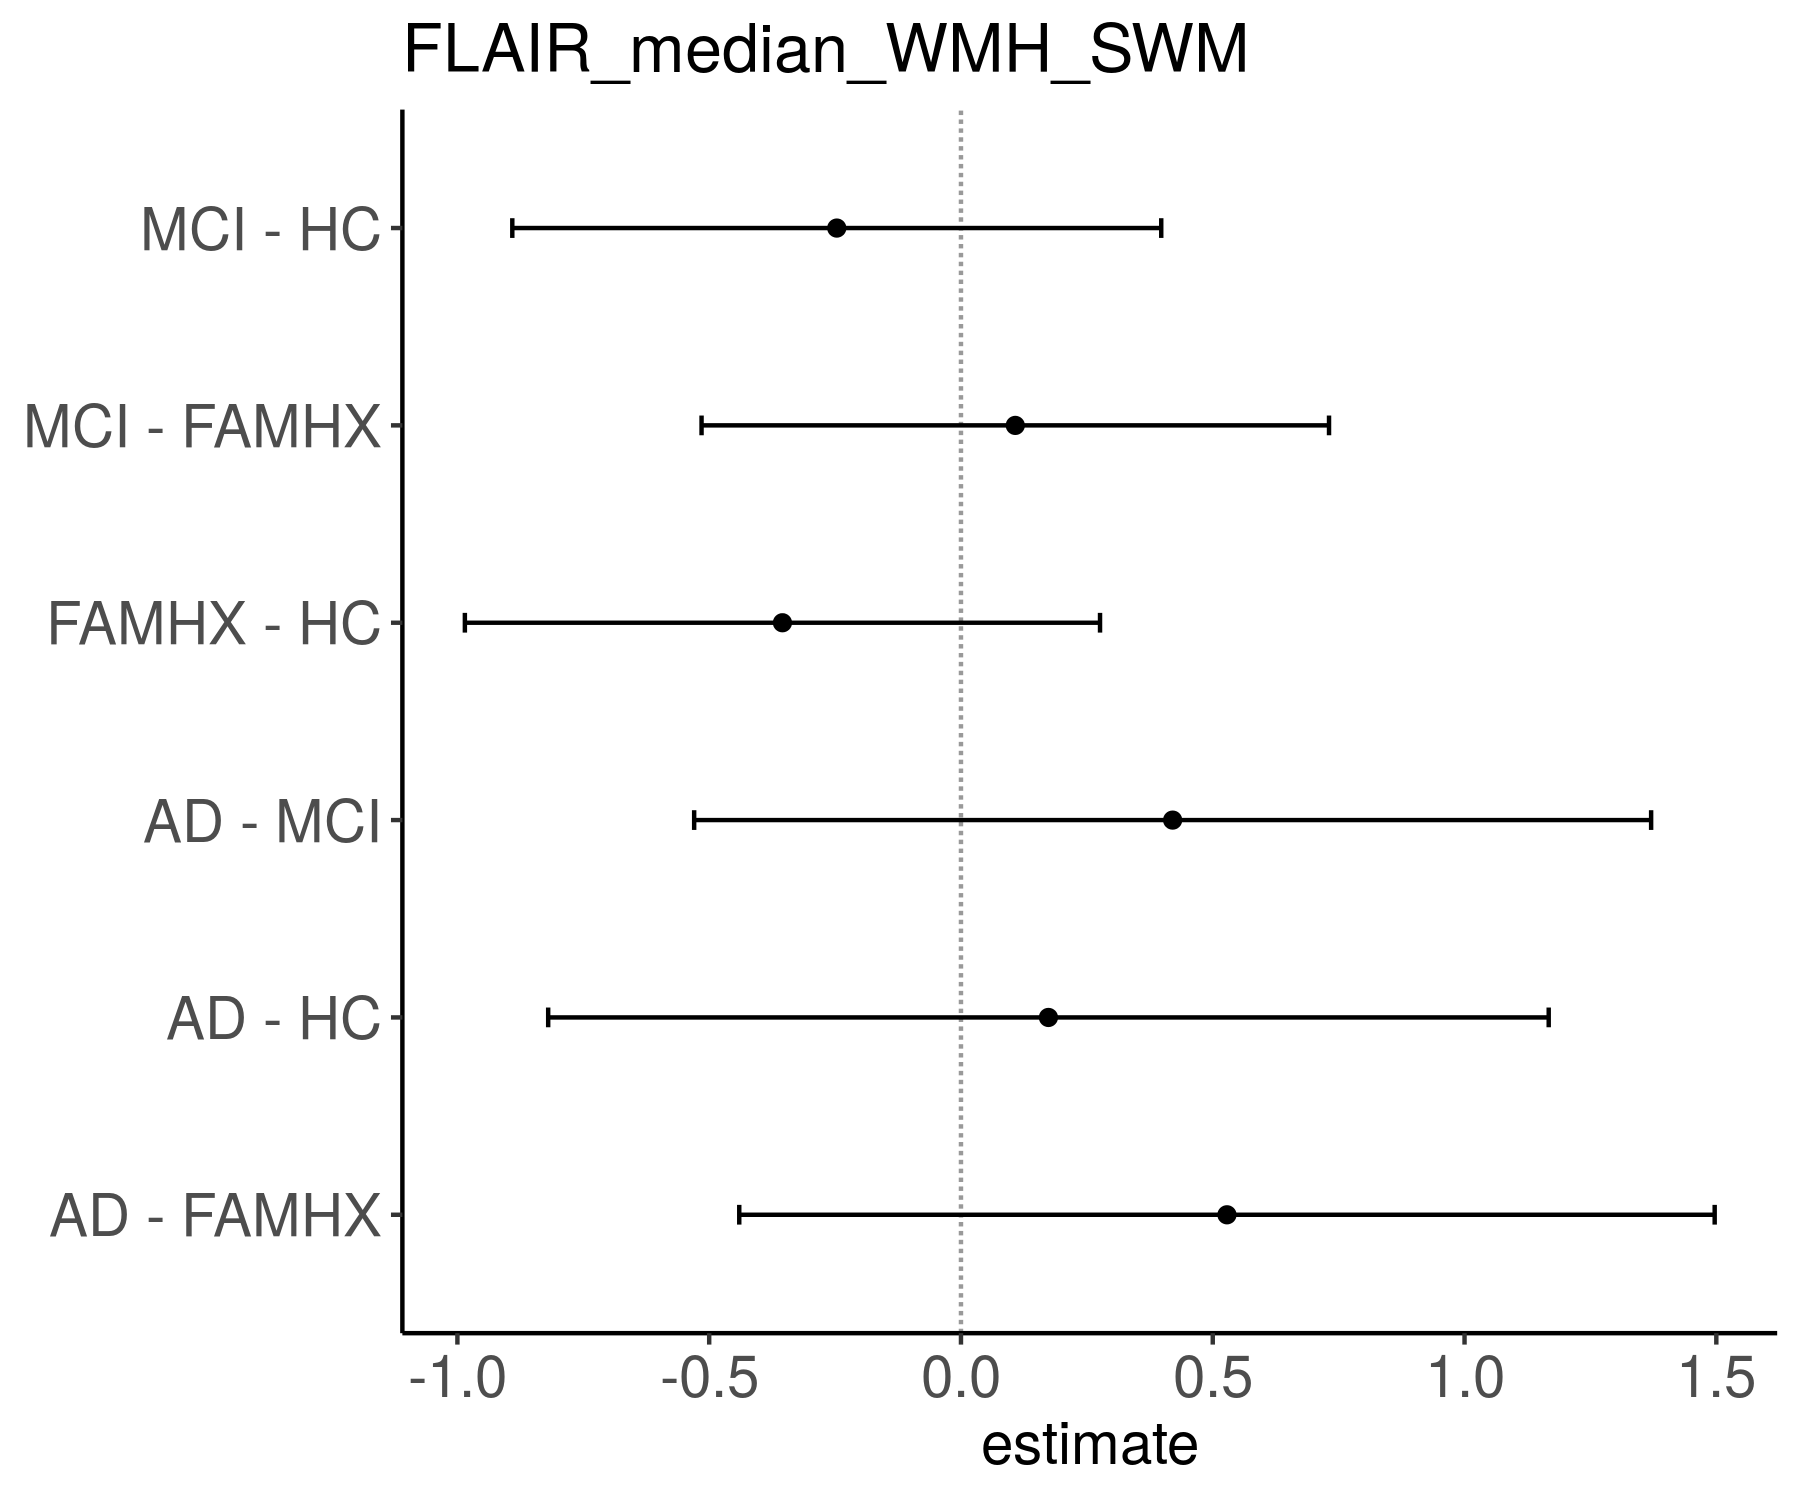 FLAIR_median_WMH_SWM
MCI - HC
MCI - FAMHX
FAMHX - HC
AD - MCI
AD - HC
AD - FAMHX
-1.0 -0.5 0.0 0.5 1.0 1.5
estimate